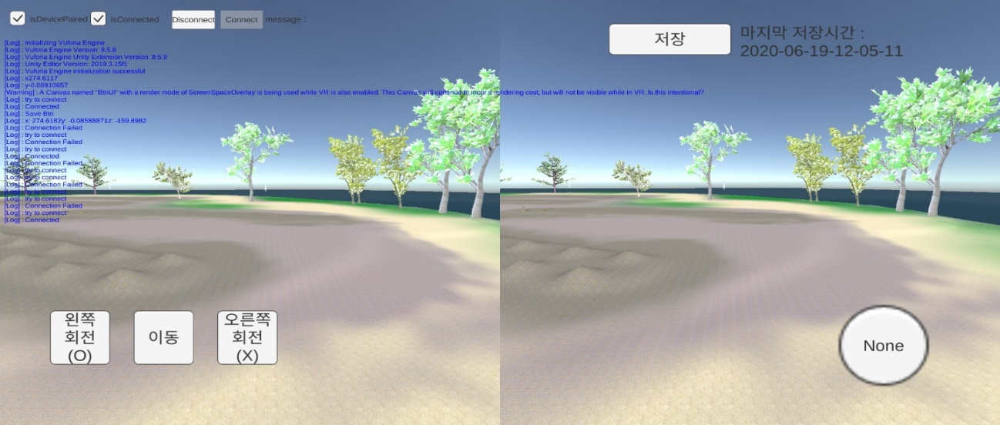 isDevicePaired
isConnected
Disconnect
Connect
message :
저장
마지막 저장시간 :
2020-06-19-12-05-11
[Log] : Initializing Vuforia Engine
[Log] : Vuforia Engine Version: 8.5.8
[Log] : Vuforia Engine Unity Extension Version: 8.5.9
[Log] : Unity Editor Version: 2019.3.15f1
[Log] : Vuforia Engine initialization successful
[Log] : x274.6117
[Log] : y-0.08910657
[Warning] : A Canvas named "BtnUI" with a render mode of ScreenSpaceOverlay is being used while VR is also enabled. This Canvas will continue to incur a rendering cost, but will not be visible while in VR. Is this intentional?
[Log] : try to connect
[Log] : Connected
[Log] : Save Btn
[Log] : x: 274.6182y: -0.08588871z: -159.8982
[Log] : Connection Failed
[Log] : try to connect
[Log] : Connection Failed
[Log] : try to connect
[Log] : Connected
[Log] : Connection Failed
[Log] : try to connect
[Log] : try to connect
[Log] : Connection Failed
[Log] : try to connect
[Log] : try to connect
[Log] : Connection Failed
[Log] : try to connect
[Log] : Connected
왼쪽
회전
(O)
이동
오른쪽
회전
(X)
None